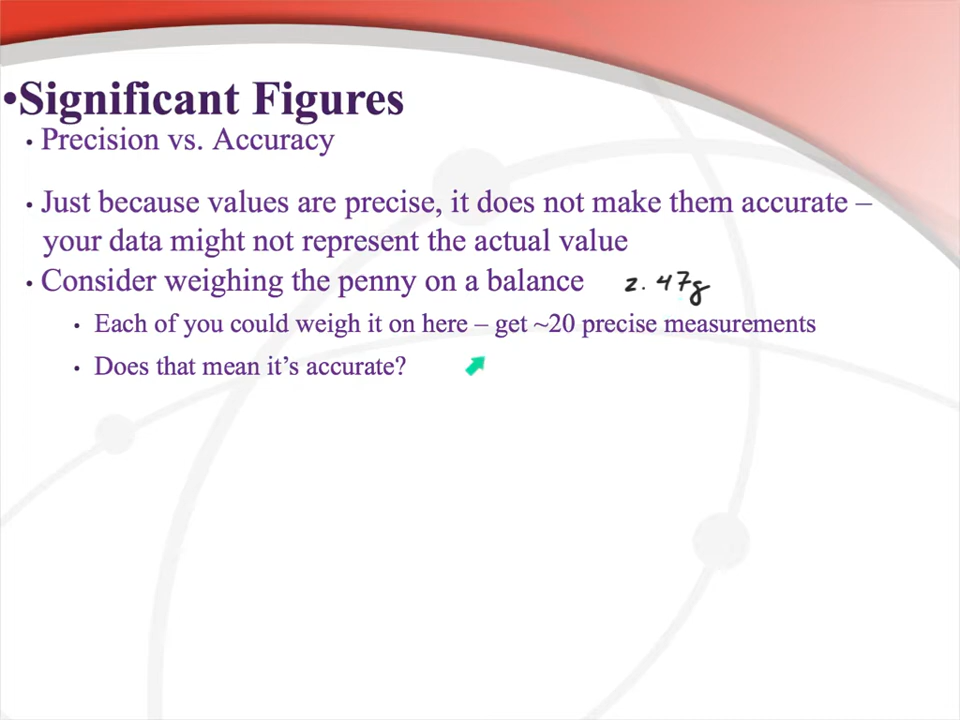 •Significant Figures
• Precision vs. Accuracy
• Just because values are precise, it does not make them accurate –
your data might not represent the actual value
• Consider weighing the penny on a balance 2.47g
• Each of you could weigh it on here – get ~20 precise measurements
• Does that mean it’s accurate?